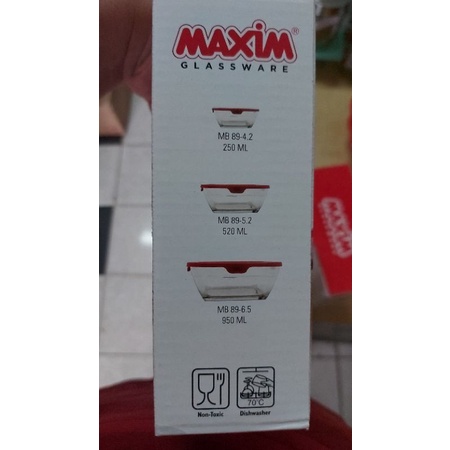 MAXIM®
GLASSWARE
MB 89-4.2
250 ML
MB 89-5.2
520 ML
MB 89-6.5
950 ML
70°C
Non-Toxic
Dishwasher
MAXIM